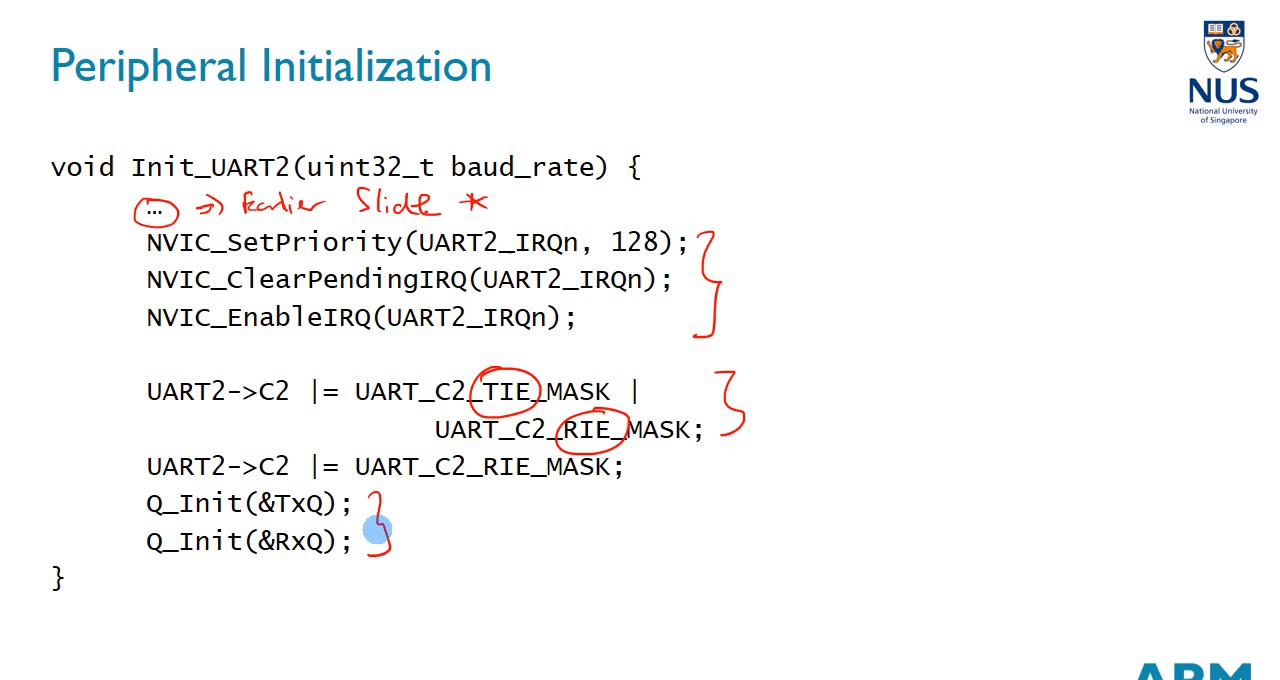 Peripheral Initialization
NUS
National University
of Singapore
void Init_UART2(uint32_t baud_rate) {
… => Earlier Slide *
NVIC_SetPriority(UART2_IRQn, 128);
NVIC_ClearPendingIRQ(UART2_IRQn);
NVIC_EnableIRQ(UART2_IRQn);
UART2->C2 |= UART_C2_TIE_MASK |
UART_C2_RIE_MASK;
UART2->C2 |= UART_C2_RIE_MASK;
Q_Init(&TxQ);
Q_Init(&RxQ);
}
ARM